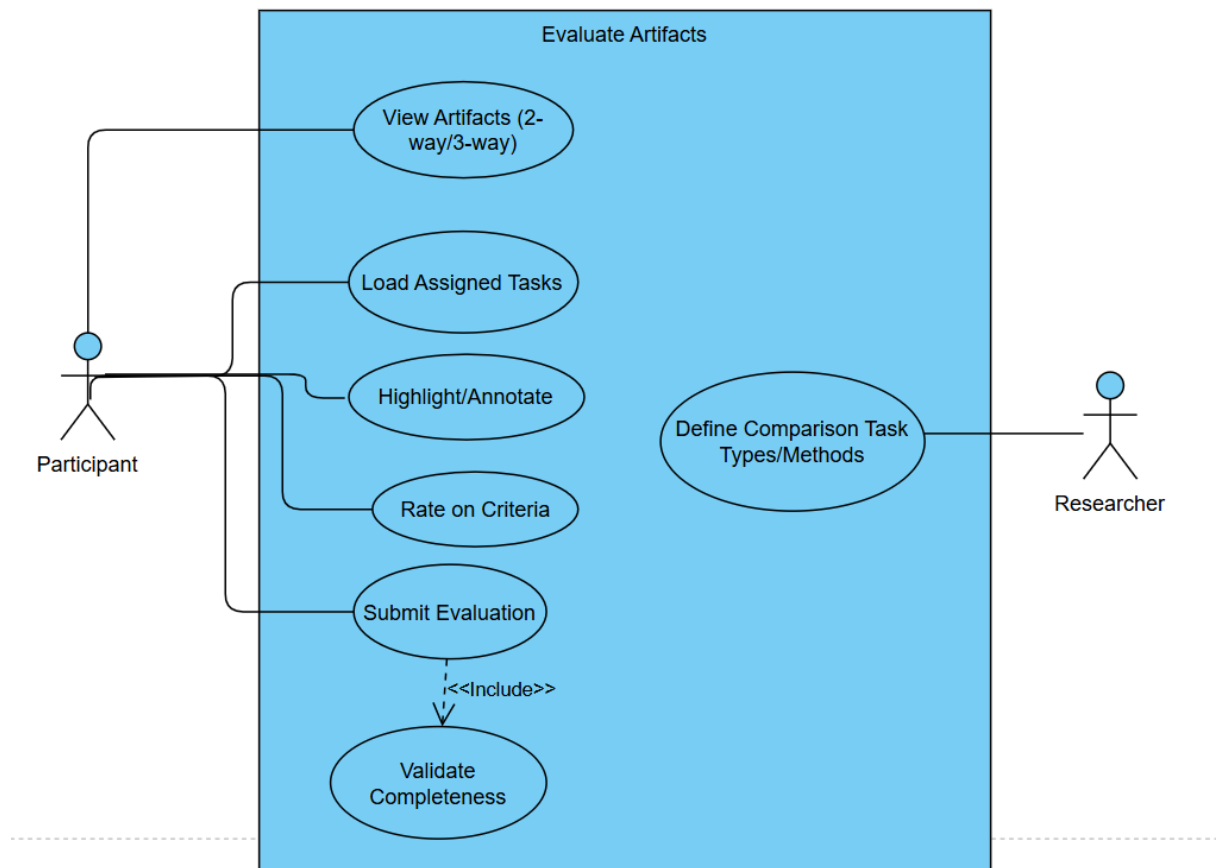 Evaluate Artifacts
View Artifacts (2-
way/3-way)
Load Assigned Tasks
Highlight/Annotate
Define Comparison Task
Types/Methods
Participant
Rate on Criteria
Researcher
Submit Evaluation
<<Include>>
Validate
Completeness